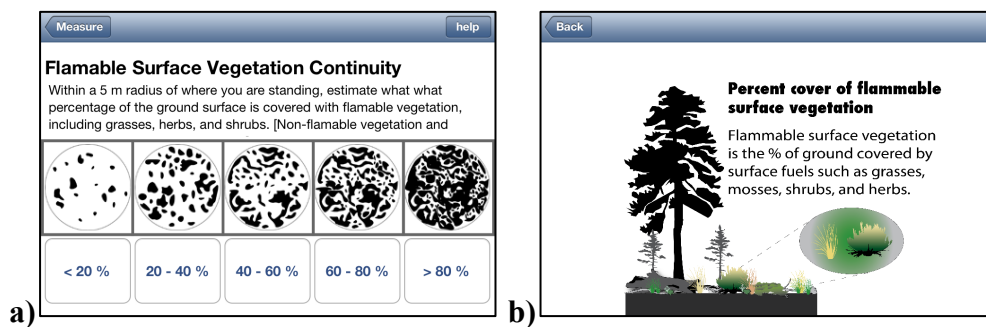 Measure
help
Flamable Surface Vegetation Continuity
Within a 5 m radius of where you are standing, estimate what what
percentage of the ground surface is covered with flamable vegetation,
including grasses, herbs, and shrubs. [Non-flamable vegetation and
< 20 %
20 - 40 %
40 - 60 %
60 - 80 %
> 80 %
a)
Back
Percent cover of flammable
surface vegetation
Flammable surface vegetation
is the % of ground covered by
surface fuels such as grasses,
mosses, shrubs, and herbs.
b)